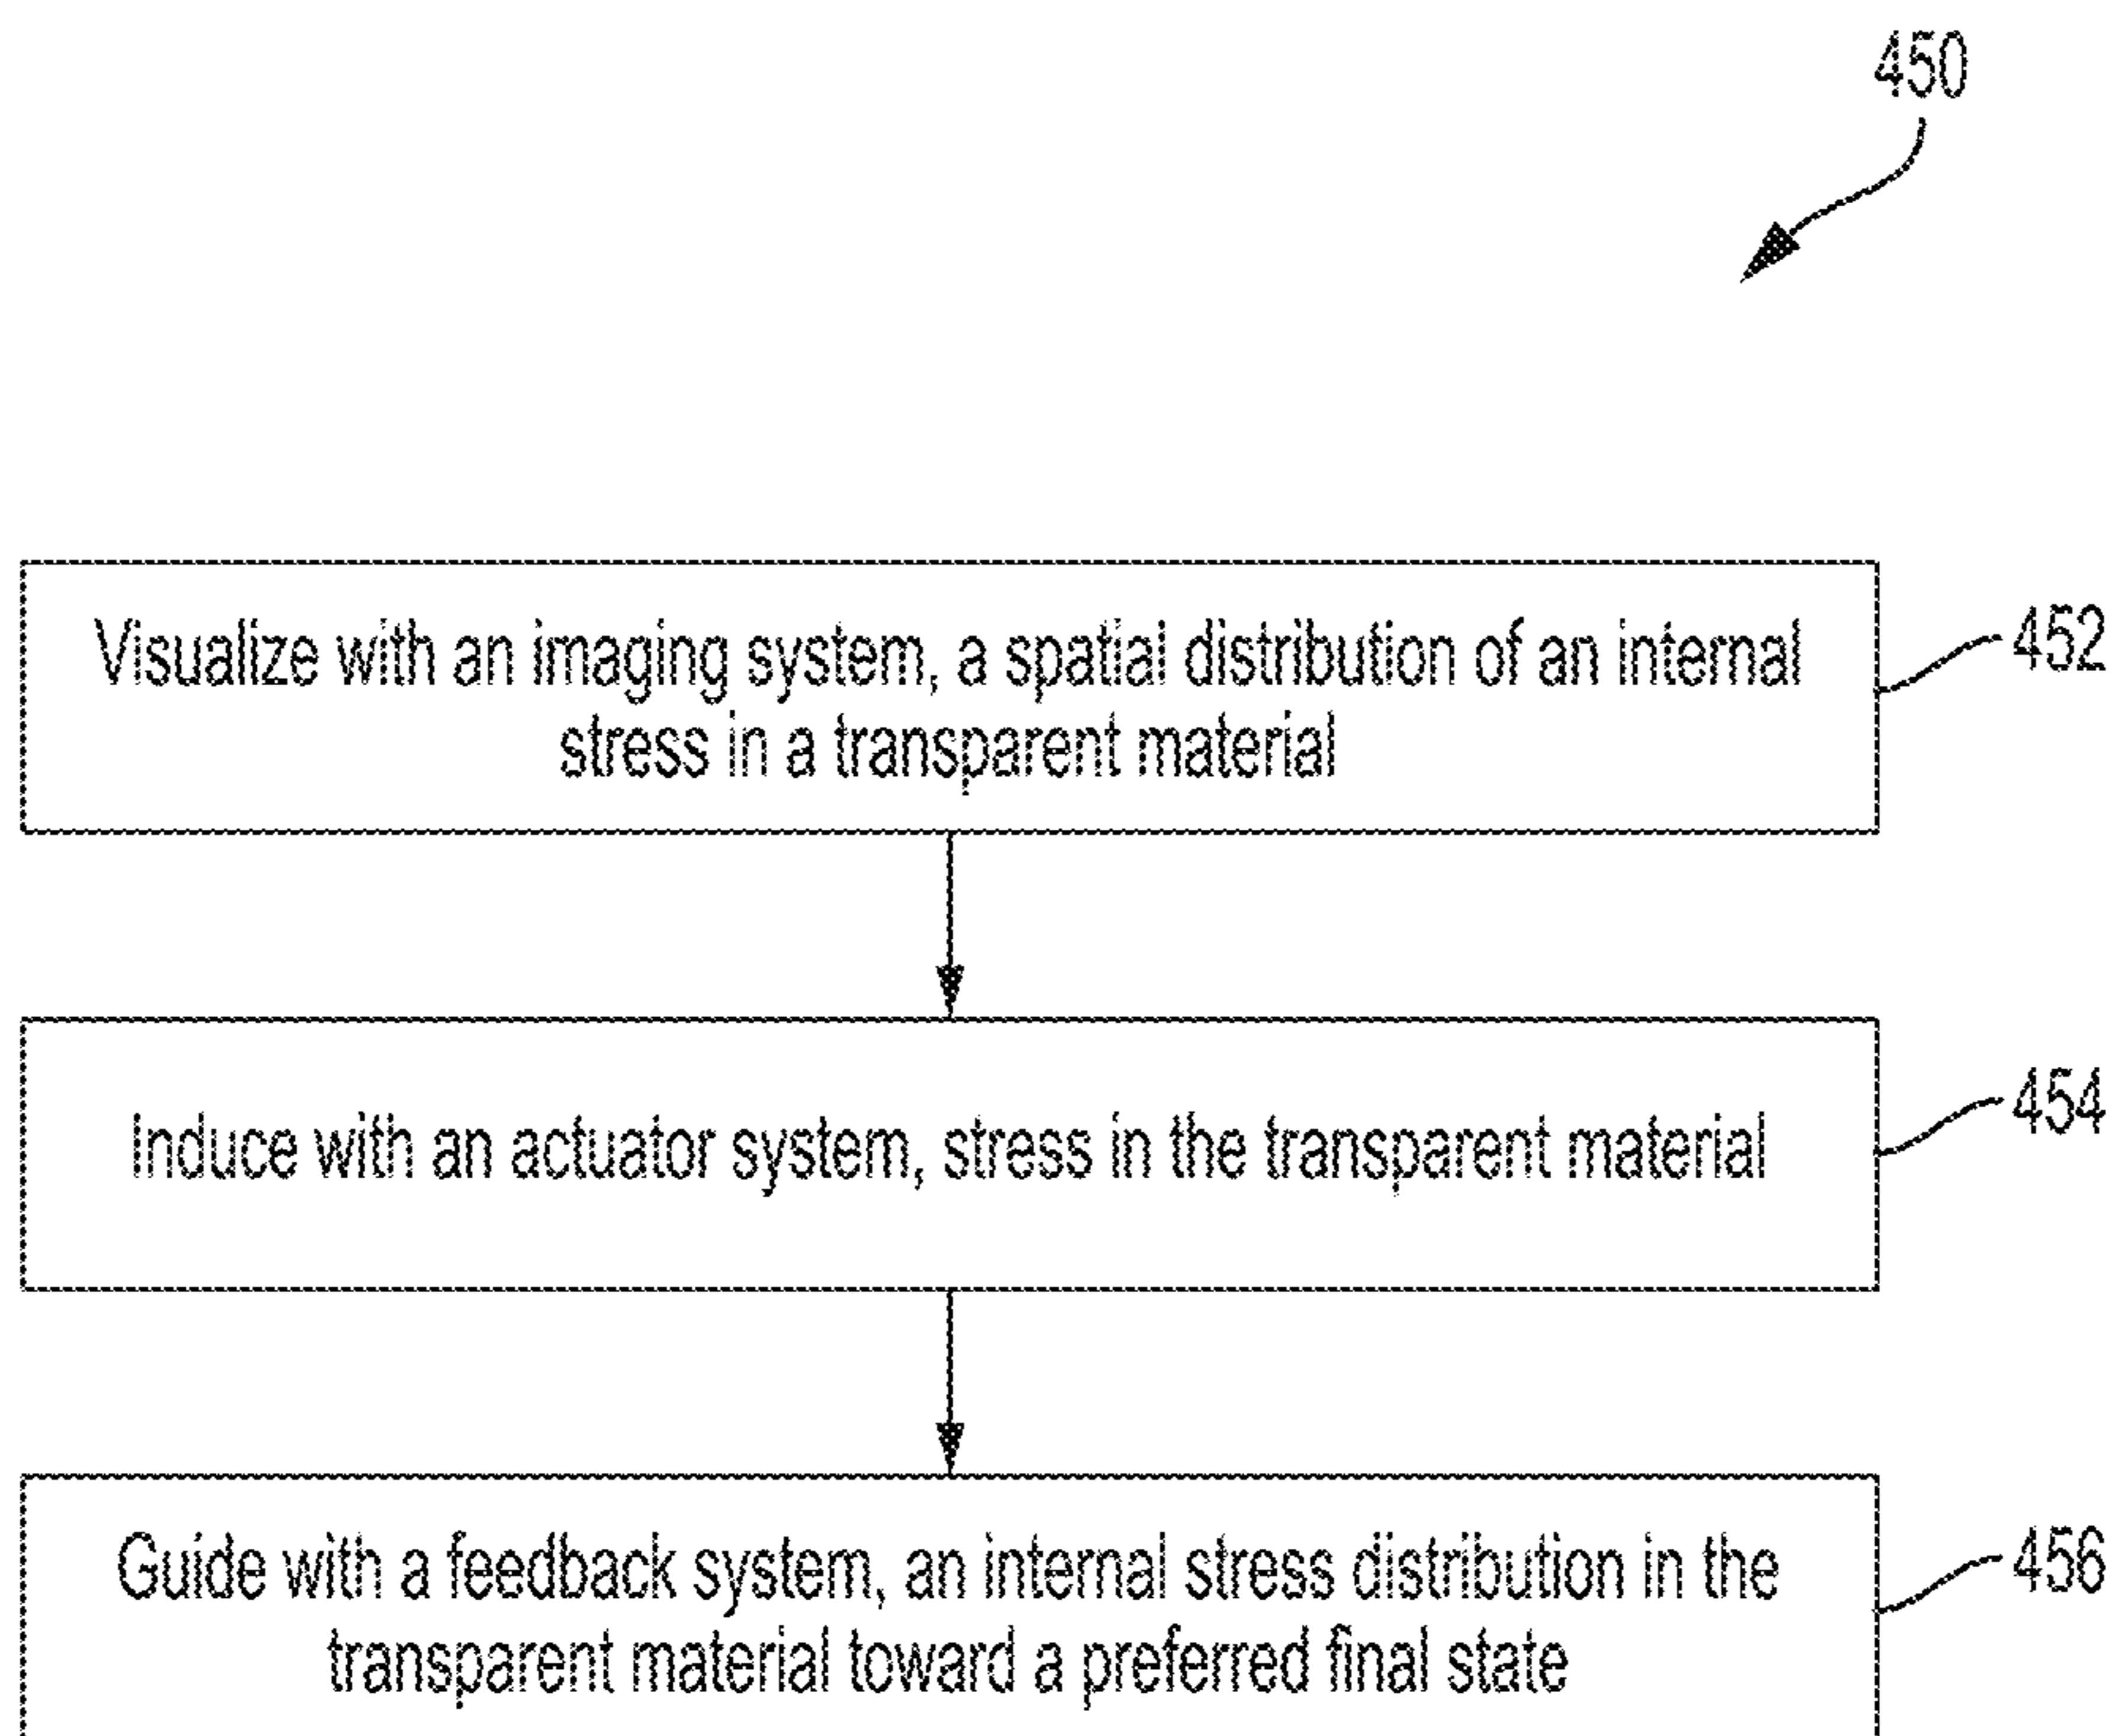 450
Visualize with an imaging system, a spatial distribution of an internal
stress in a transparent material
452
Induce with an actuator system, stress in the transparent material
454
Guide with a feedback system, an internal stress distribution in the
transparent material toward a preferred final state
456